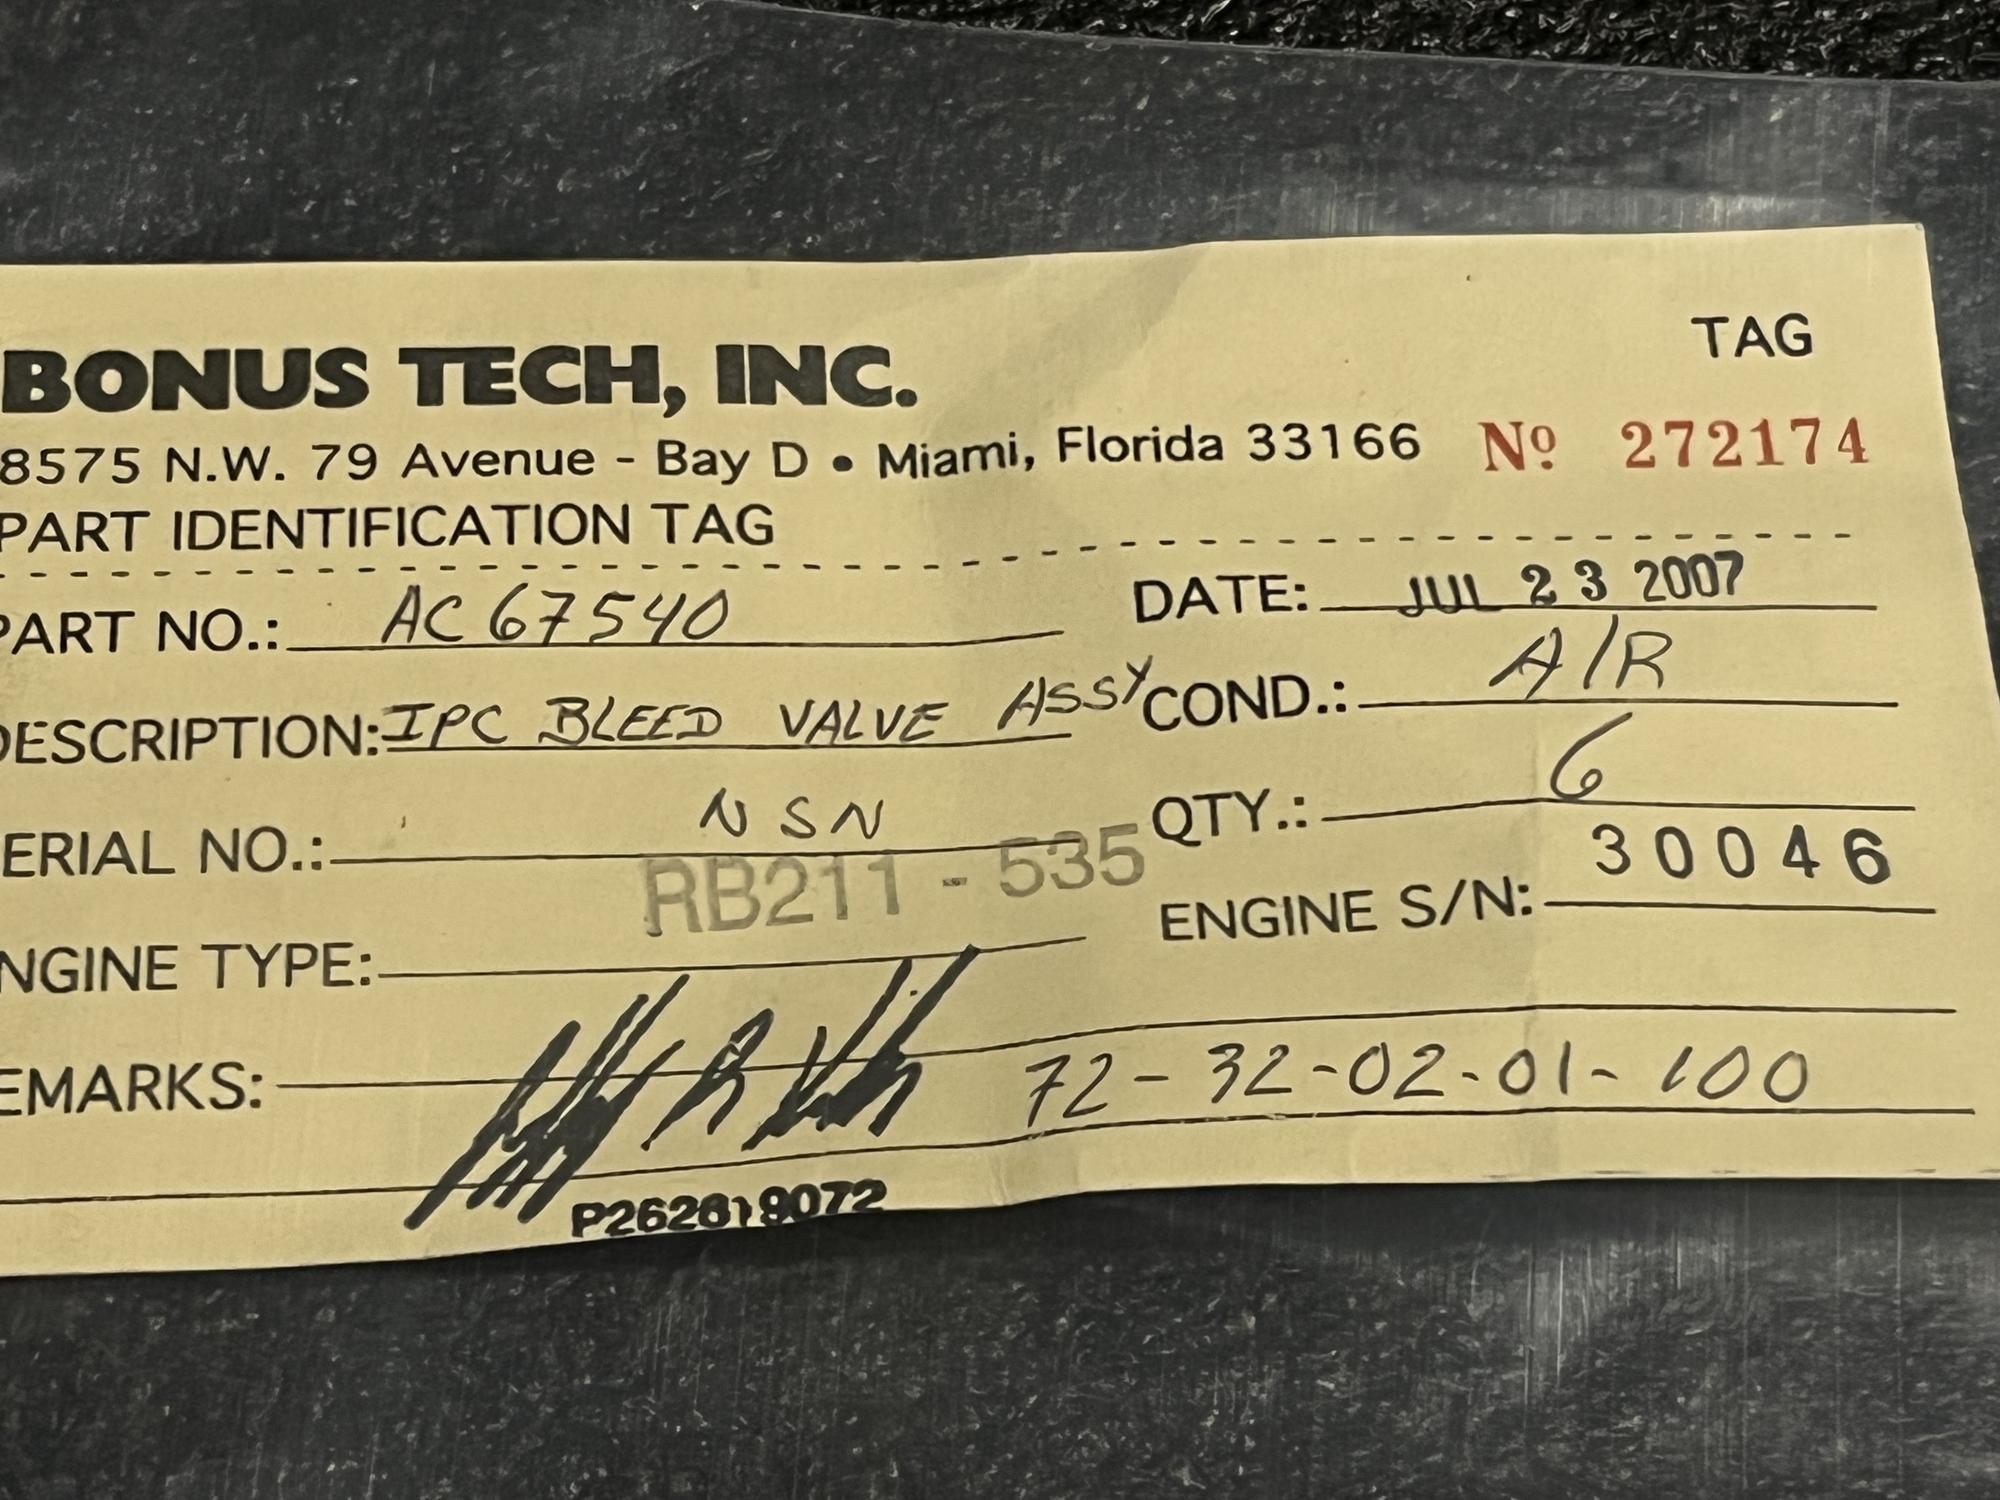 BONUS TECH, INC.
TAG
8575 N.W. 79 Avenue - Bay D • Miami, Florida 33166 Nº 272174
PART IDENTIFICATION TAG
PART NO.: AC67540 DATE: JUL 23 2007
DESCRIPTION: IPC BLEED VALVE ASSY COND.: A/R
ERIAL NO.: NSN QTY.: 6
NGINE TYPE: RB211 - 535 ENGINE S/N: 30046
EMARKS:
72-32-02-01-100